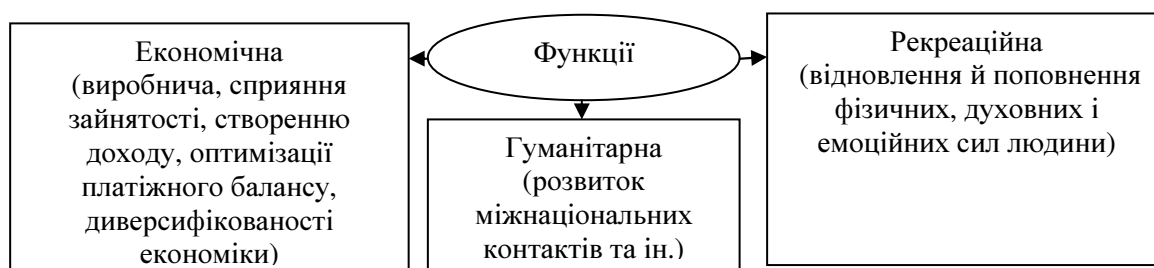 Функції
Економічна
(виробнича, сприяння
зайнятості, створенню
доходу, оптимізації
платіжного балансу,
диверсифікованості
економіки)
Гуманітарна
(розвиток
міжнаціональних
контактів та ін.)
Рекреаційна
(відновлення й поповнення
фізичних, духовних і
емоційних сил людини)